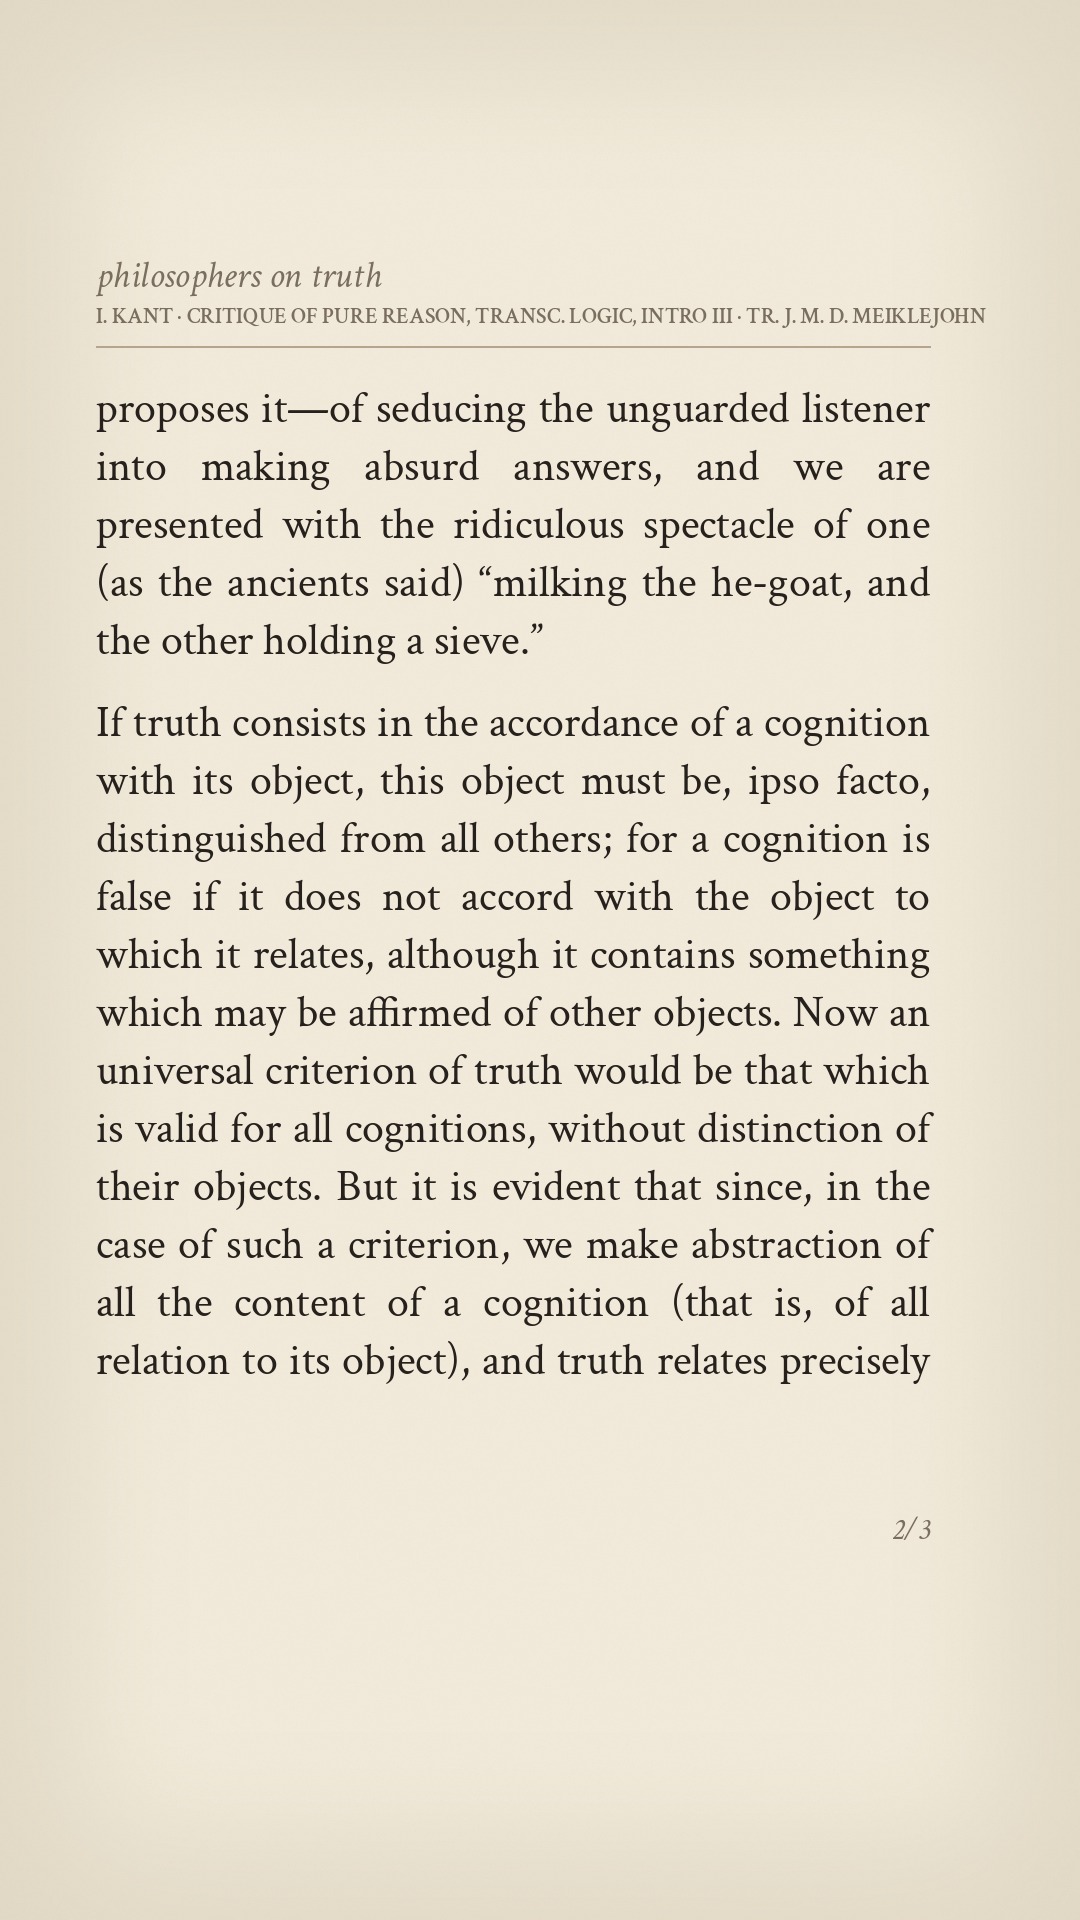 philosophers on truth
I. KANT · CRITIQUE OF PURE REASON, TRANSC. LOGIC, INTRO III · TR. J. M. D. MEIKLEJOHN
proposes it—of seducing the unguarded listener
into making absurd answers, and we are
presented with the ridiculous spectacle of one
(as the ancients said) “milking the he-goat, and
the other holding a sieve.”
If truth consists in the accordance of a cognition
with its object, this object must be, ipso facto,
distinguished from all others; for a cognition is
false if it does not accord with the object to
which it relates, although it contains something
which may be affirmed of other objects. Now an
universal criterion of truth would be that which
is valid for all cognitions, without distinction of
their objects. But it is evident that since, in the
case of such a criterion, we make abstraction of
all the content of a cognition (that is, of all
relation to its object), and truth relates precisely
2/3